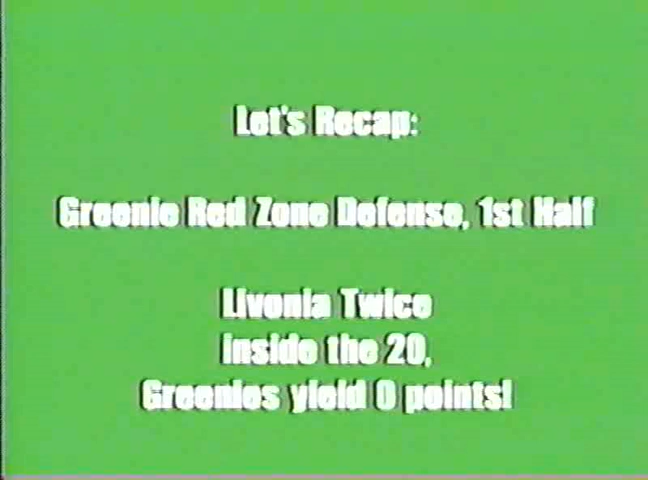 Let's Recap:
Greenie Red Zone Defense, 1st Half
Livonia Twice
inside the 20,
Greenies yield 0 points!